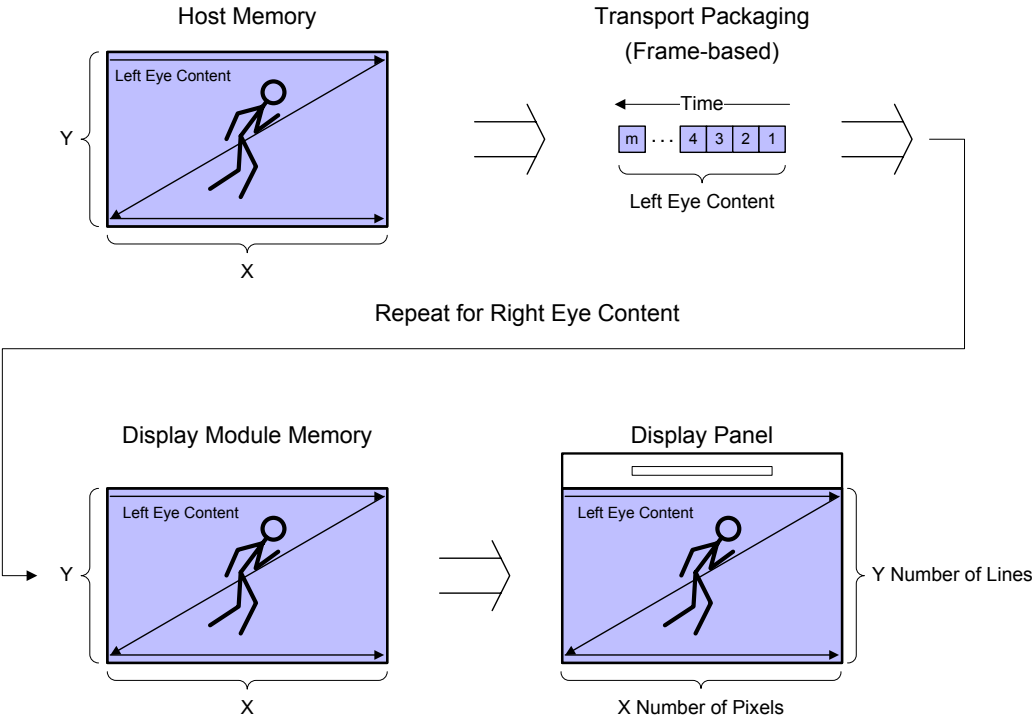 Host Memory
Transport Packaging
(Frame-based)
Left Eye Content
Y
X
Time
m . . . 4 3 2 1
Left Eye Content
Repeat for Right Eye Content
Display Module Memory
Left Eye Content
Y
X
Display Panel
Left Eye Content
Y Number of Lines
X Number of Pixels